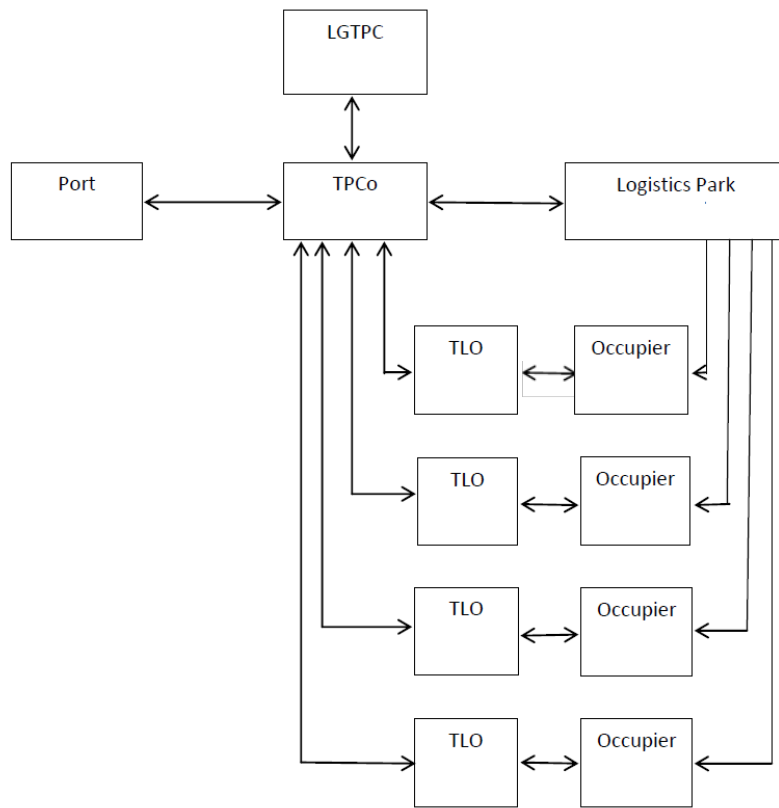 LGTPC
Port
TPCo
Logistics Park
TLO
Occupier
TLO
Occupier
TLO
Occupier
TLO
Occupier